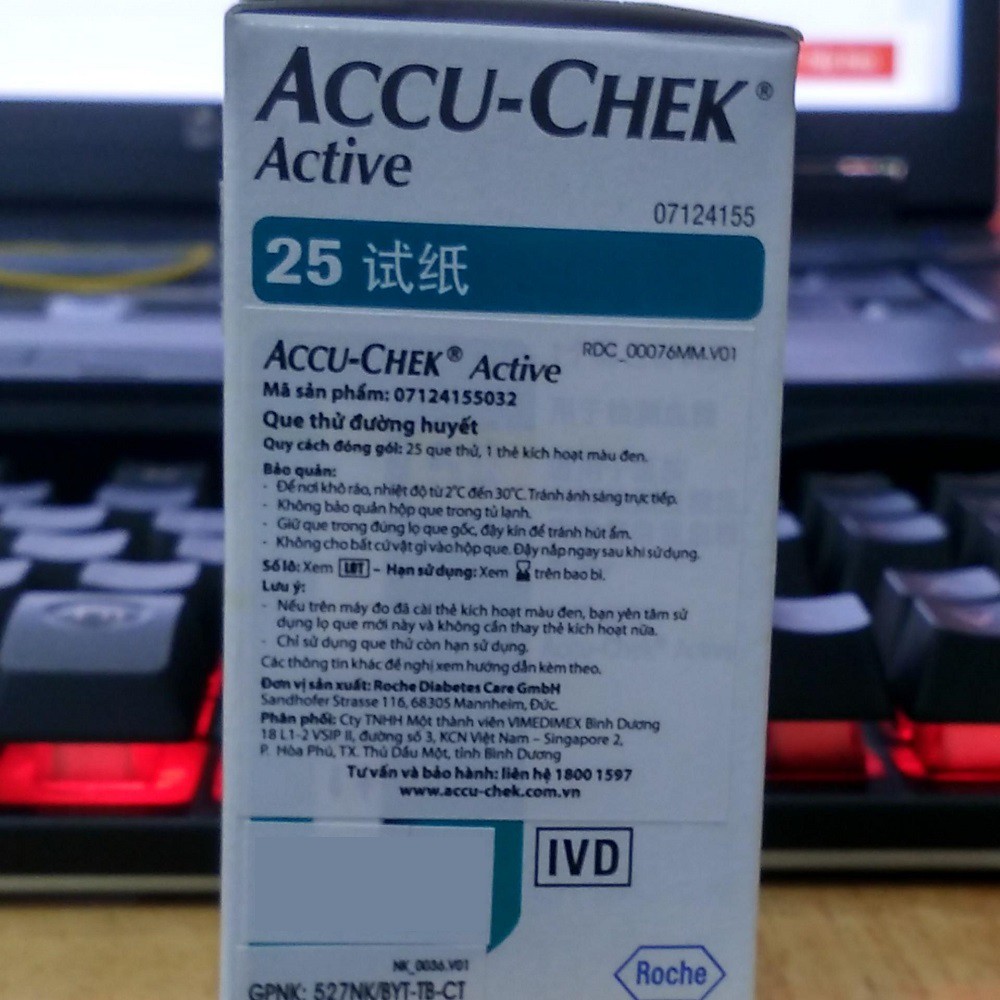 ACCU-CHEK®
Active
07124155
25 试纸
ACCU-CHEK® Active
RDC_00076MM.V01
Mã sản phẩm: 07124155032
Que thử đường huyết
Quy cách đóng gói: 25 que thử, 1 thẻ kích hoạt màu đen.
Bảo quản:
- Để nơi khô ráo, nhiệt độ từ 2°C đến 30°C. Tránh ánh sáng trực tiếp.
- Không bảo quản hộp que trong tủ lạnh.
- Giữ que trong đúng lọ que gốc, đậy kín để tránh hút ẩm.
- Không cho bất cứ vật gì vào hộp que. Đậy nắp ngay sau khi sử dụng.
Số lô: Xem LOT – Hạn sử dụng: Xem trên bao bì.
Lưu ý:
- Nếu trên máy đo đã cài thẻ kích hoạt màu đen, bạn yên tâm sử
dụng lọ que mới này và không cần thay thẻ kích hoạt nữa.
- Chỉ sử dụng que thử còn hạn sử dụng.
Các thông tin khác đề nghị xem hướng dẫn kèm theo.
Đơn vị sản xuất: Roche Diabetes Care GmbH
Sandhofer Strasse 116, 68305 Mannheim, Đức.
Phân phối: Cty TNHH Một thành viên VIMEDIMEX Bình Dương
18 L1-2 VSIP II, đường số 3, KCN Việt Nam – Singapore 2,
P. Hòa Phú, TX. Thủ Dầu Một, tỉnh Bình Dương
Tư vấn và bảo hành: liên hệ 1800 1597
www.accu-chek.com.vn
IVD
NK_0036.V01
GPNK: 527NK/BYT-TB-CT
Roche